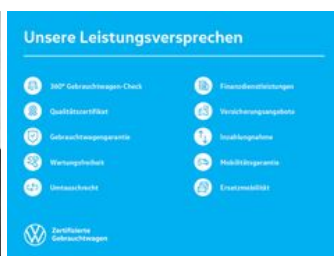 Unsere Leistungsversprechen
360° Gebrauchtwagen-Check
Qualitätszertifikat
Gebrauchtwagengarantie
Wartungsfreiheit
Umtauschrecht
Finanzdienstleistungen
Versicherungsangebote
Inzahlungnahme
Mobilitätsgarantie
Ersatzmobilität
Zertifizierte
Gebrauchtwagen